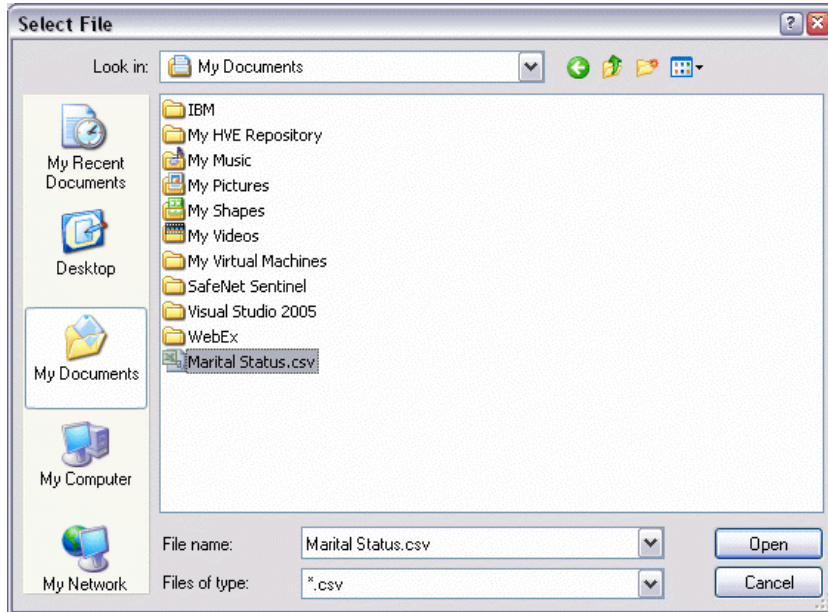 Select File
Look in: My Documents
My Recent
Documents
Desktop
My Documents
My Computer
My Network
IBM
My HVE Repository
My Music
My Pictures
My Shapes
My Videos
My Virtual Machines
SafeNet Sentinel
Visual Studio 2005
WebEx
Marital Status.csv
File name: Marital Status.csv Open
Files of type: *.csv Cancel